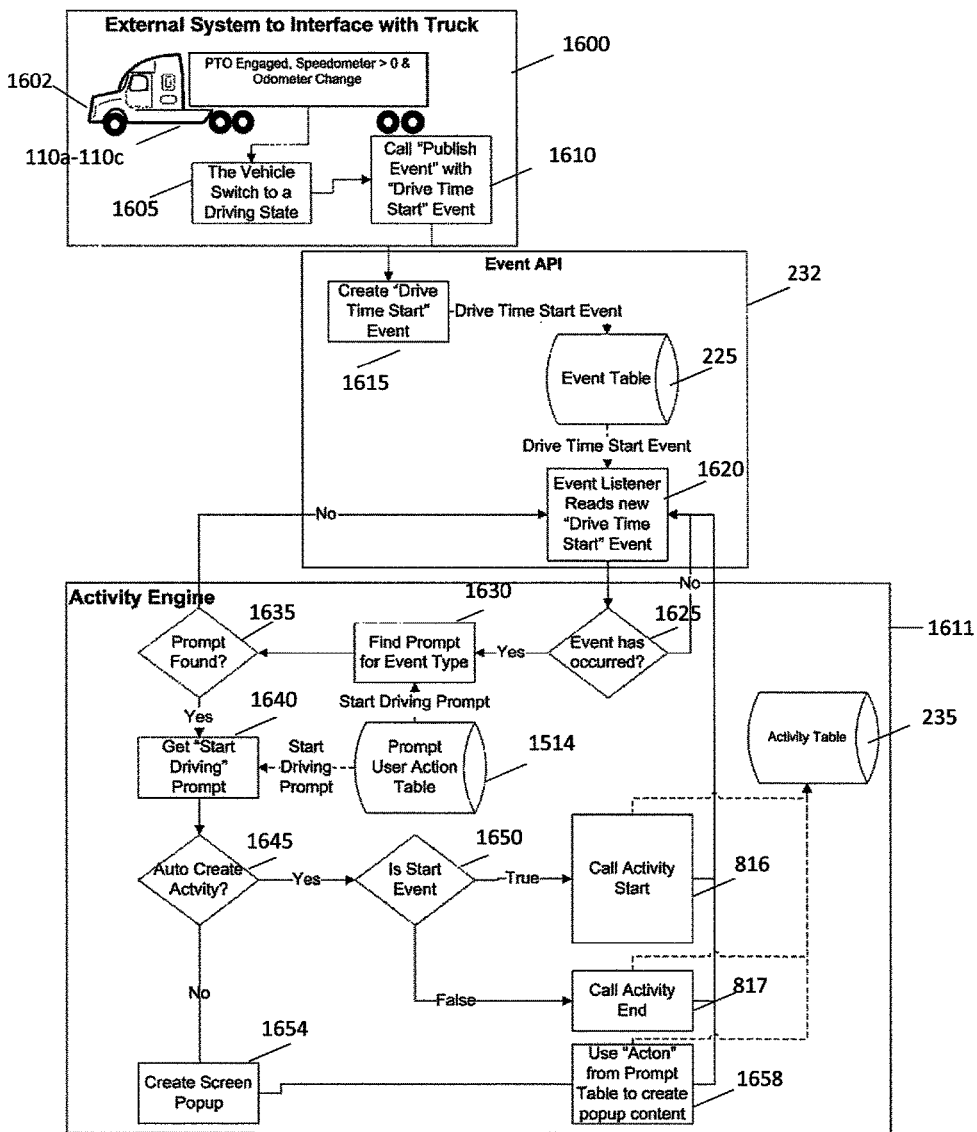 External System to Interface with Truck
1600
1602
PTO Engaged, Speedometer > 0 &
Odometer Change
110a-110c
1605
The Vehicle
Switch to a
Driving State
Call "Publish
Event" with
"Drive Time
Start" Event
1610
Event API
232
Create "Drive
Time Start"
Event
Drive Time Start Event
1615
Event Table
225
Drive Time Start Event
Event Listener
Reads new
"Drive Time
Start" Event
1620
No
No
Activity Engine
1611
1635
Prompt
Found?
1630
Find Prompt
for Event Type
Yes
1625
Event has
occurred?
Start Driving Prompt
Yes
1640
Get "Start
Driving"
Prompt
Start
Driving
Prompt
Prompt
User Action
Table
1514
Activity Table
235
Auto Create
Actvity?
1645
Yes
Is Start
Event
1650
True
Call Activity
Start
816
No
False
Call Activity
End
817
1654
Create Screen
Popup
Use "Acton"
from Prompt
Table to create
popup content
1658